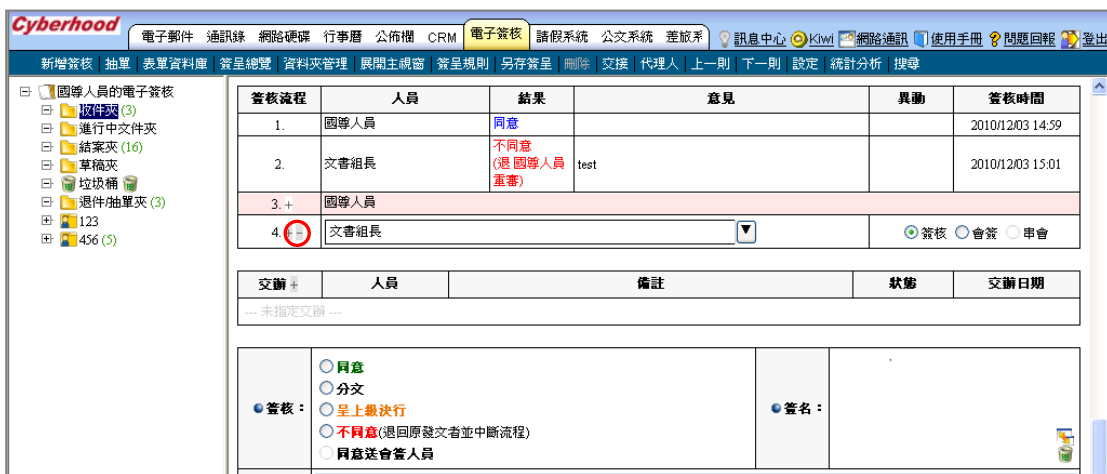 Cyberhood
電子郵件 通訊錄 網路硬碟 行事曆 公佈欄 CRM 電子簽核 請假系統 公文系統 差旅系 訊息中心 Kiwi 網路通訊 使用手冊 問題回報 登出
新增簽核 抽單 表單資料庫 簽呈總覽 資料夾管理 展開主視窗 簽呈規則 另存簽呈 刪除 交接 代理人 上一則 下一則 設定 統計分析 搜尋
國尊人員的電子簽核
收件夾 (3)
進行中文件夾
結案夾 (16)
草稿夾
垃圾桶
退件/抽單夾 (3)
123
456 (5)
簽核流程 人員 結果 意見 異動 簽核時間
1. 國尊人員 同意 2010/12/03 14:59
2. 文書組長 不同意 (退 國尊人員 重審) test 2010/12/03 15:01
3. + 國尊人員
4. + - 文書組長 簽核 會簽 串會
交辦 + 人員 備註 狀態 交辦日期
--- 未指定交辦 ---
簽核： 簽名：
同意
分文
呈上級決行
不同意(退回原發文者並中斷流程)
同意送會簽人員